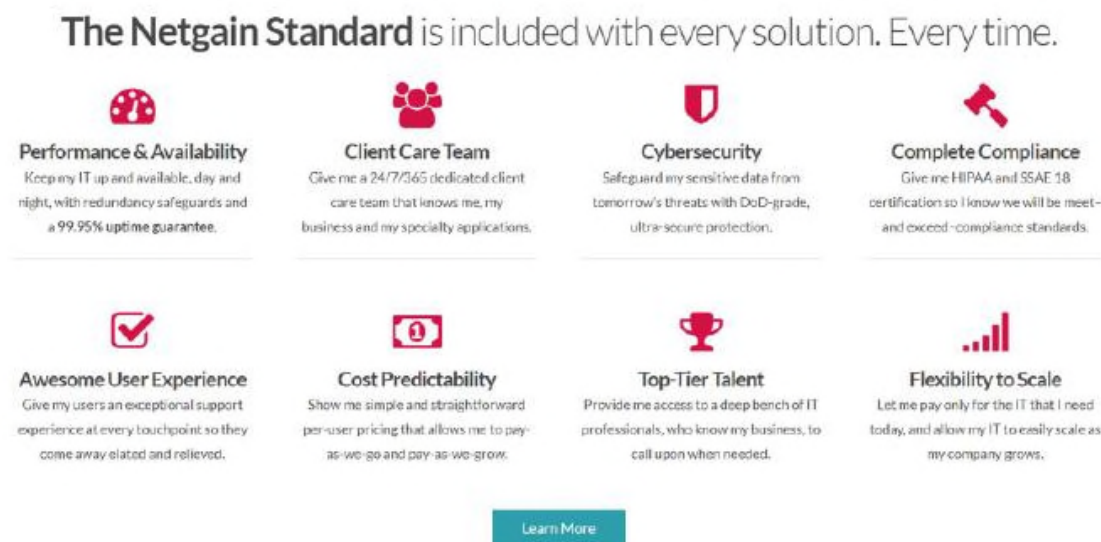 The Netgain Standard is included with every solution. Every time.
Performance & Availability
Keep my IT up and available, day and
night, with redundancy safeguards and
a 99.95% uptime guarantee.
Client Care Team
Give me a 24/7/365 dedicated client
care team that knows me, my
business and my specialty applications.
Cybersecurity
Safeguard my sensitive data from
tomorrow's threats with DoD-grade,
ultra-secure protection.
Complete Compliance
Give me HIPAA and SSAE 18
certification so I know we will be meet–
and exceed–compliance standards.
Awesome User Experience
Give my users an exceptional support
experience at every touchpoint so they
come away elated and relieved.
Cost Predictability
Show me simple and straightforward
per-user pricing that allows me to pay-
as-we-go and pay-as-we-grow.
Top-Tier Talent
Provide me access to a deep bench of IT
professionals, who know my business, to
call upon when needed.
Flexibility to Scale
Let me pay only for the IT that I need
today, and allow my IT to easily scale as
my company grows.
Learn More